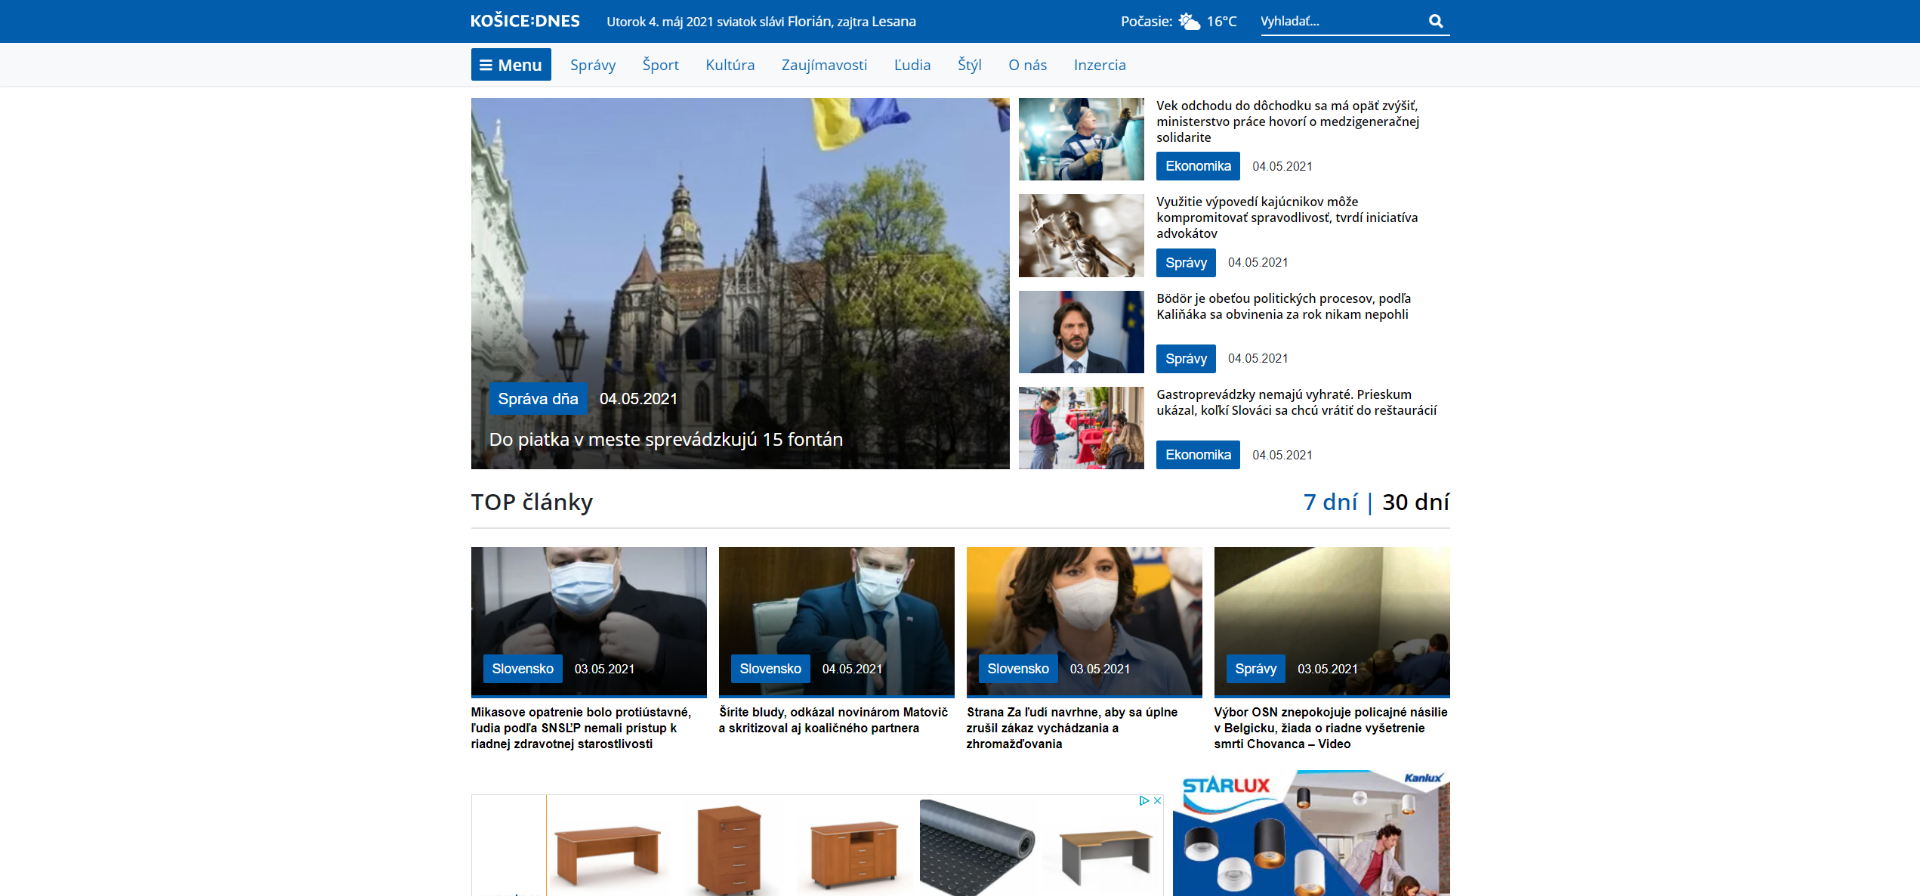 KOŠICE:DNES
Utorok 4. máj 2021 sviatok slávi Florián, zajtra Lesana
Počasie: 16°C
Vyhladať...
Menu
Správy
Šport
Kultúra
Zaujímavosti
Ľudia
Štýl
O nás
Inzercia
Správa dňa
04.05.2021
Do piatka v meste sprevádzkujú 15 fontán
Vek odchodu do dôchodku sa má opäť zvýšiť,
ministerstvo práce hovorí o medzigeneračnej
solidarite
Ekonomika
04.05.2021
Využitie výpovedí kajúcnikov môže
kompromitovať spravodlivosť, tvrdí iniciatíva
advokátov
Správy
04.05.2021
Bödör je obeťou politických procesov, podľa
Kaliňáka sa obvinenia za rok nikam nepohli
Správy
04.05.2021
Gastroprevádzky nemajú vyhraté. Prieskum
ukázal, koľkí Slováci sa chcú vrátiť do reštaurácií
Ekonomika
04.05.2021
TOP články
7 dní | 30 dní
Slovensko
03.05.2021
Mikasove opatrenie bolo protiústavné,
ľudia podľa SNSĽP nemali prístup k
riadnej zdravotnej starostlivosti
Slovensko
04.05.2021
Šírite bludy, odkázal novinárom Matovič
a skritizoval aj koaličného partnera
Slovensko
03.05.2021
Strana Za ľudí navrhne, aby sa úplne
zrušil zákaz vychádzania a
zhromažďovania
Správy
03.05.2021
Výbor OSN znepokojuje policajné násilie
v Belgicku, žiada o riadne vyšetrenie
smrti Chovanca – Video
STARLUX
Kanlux